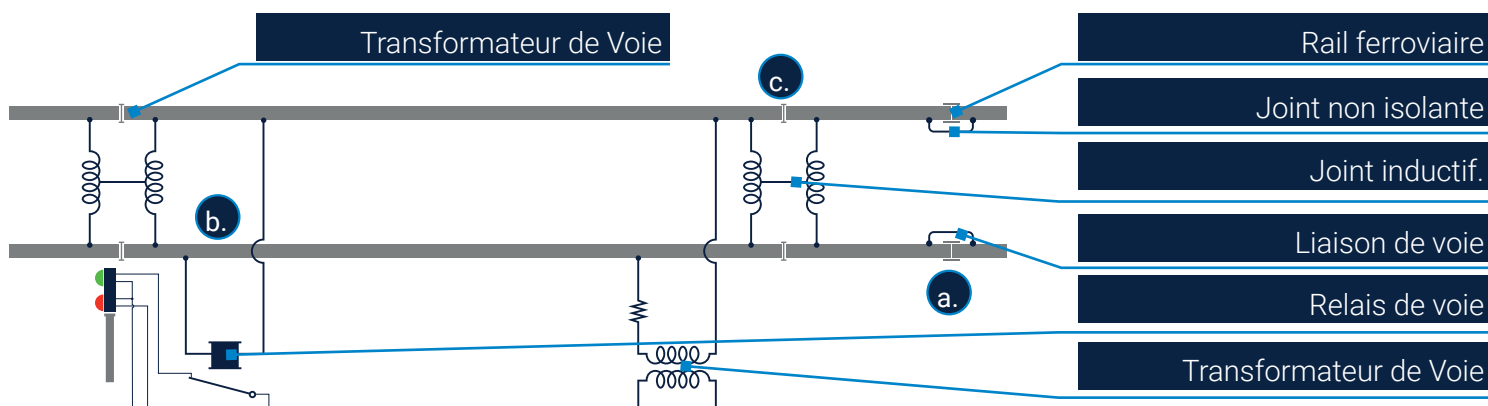 Transformateur de Voie
Rail ferroviaire
c.
Joint non isolante
Joint inductif.
b.
Liaison de voie
a.
Relais de voie
Transformateur de Voie